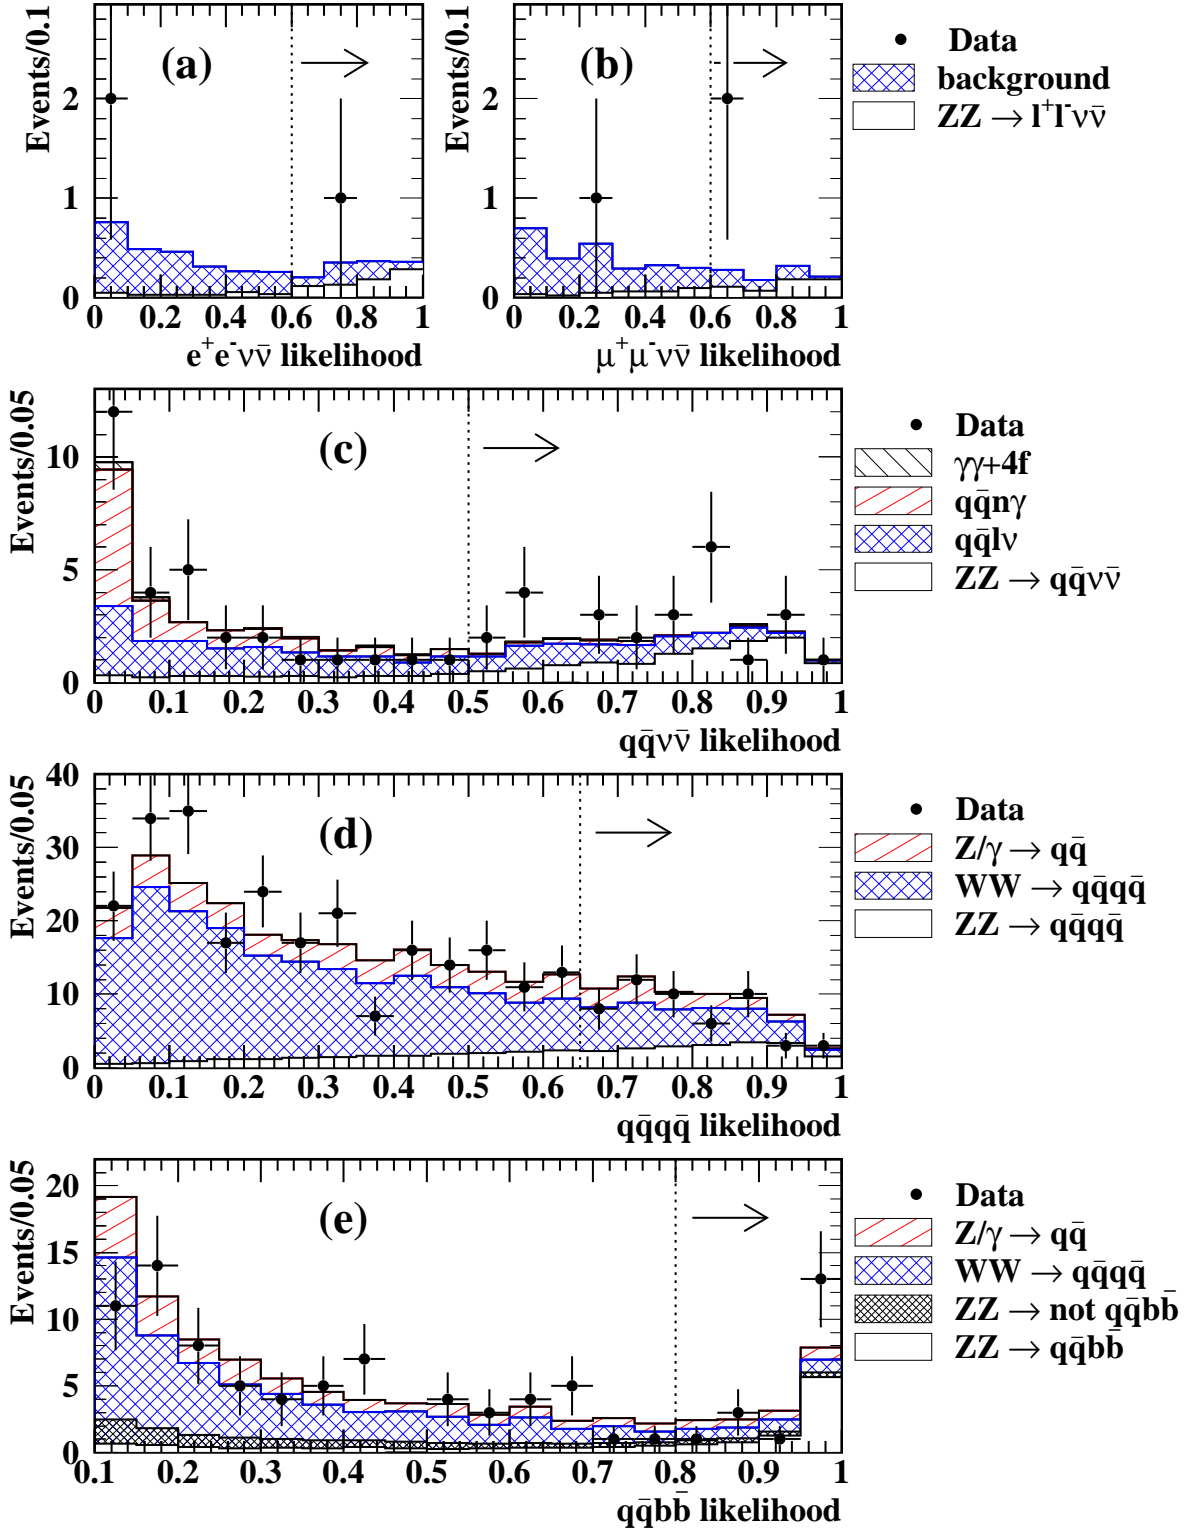 Events/0.1
(a)
0
1
2
0 0.2 0.4 0.6 0.8 1
e⁺e⁻νν̄ likelihood
Events/0.1
(b)
0
1
2
0 0.2 0.4 0.6 0.8 1
μ⁺μ⁻νν̄ likelihood
Data
background
ZZ → l⁺l⁻νν̄
Events/0.05
(c)
10
5
0
0 0.1 0.2 0.3 0.4 0.5 0.6 0.7 0.8 0.9 1
qq̄νν̄ likelihood
Data
γγ+4f
qq̄nγ
qq̄lν
ZZ → qq̄νν̄
Events/0.05
(d)
40
30
20
10
0
0 0.1 0.2 0.3 0.4 0.5 0.6 0.7 0.8 0.9 1
qq̄qq̄ likelihood
Data
Z/γ → qq̄
WW → qq̄qq̄
ZZ → qq̄qq̄
Events/0.05
(e)
20
15
10
5
0
0.1 0.2 0.3 0.4 0.5 0.6 0.7 0.8 0.9 1
qq̄bb̄ likelihood
Data
Z/γ → qq̄
WW → qq̄qq̄
ZZ → not qq̄bb̄
ZZ → qq̄bb̄